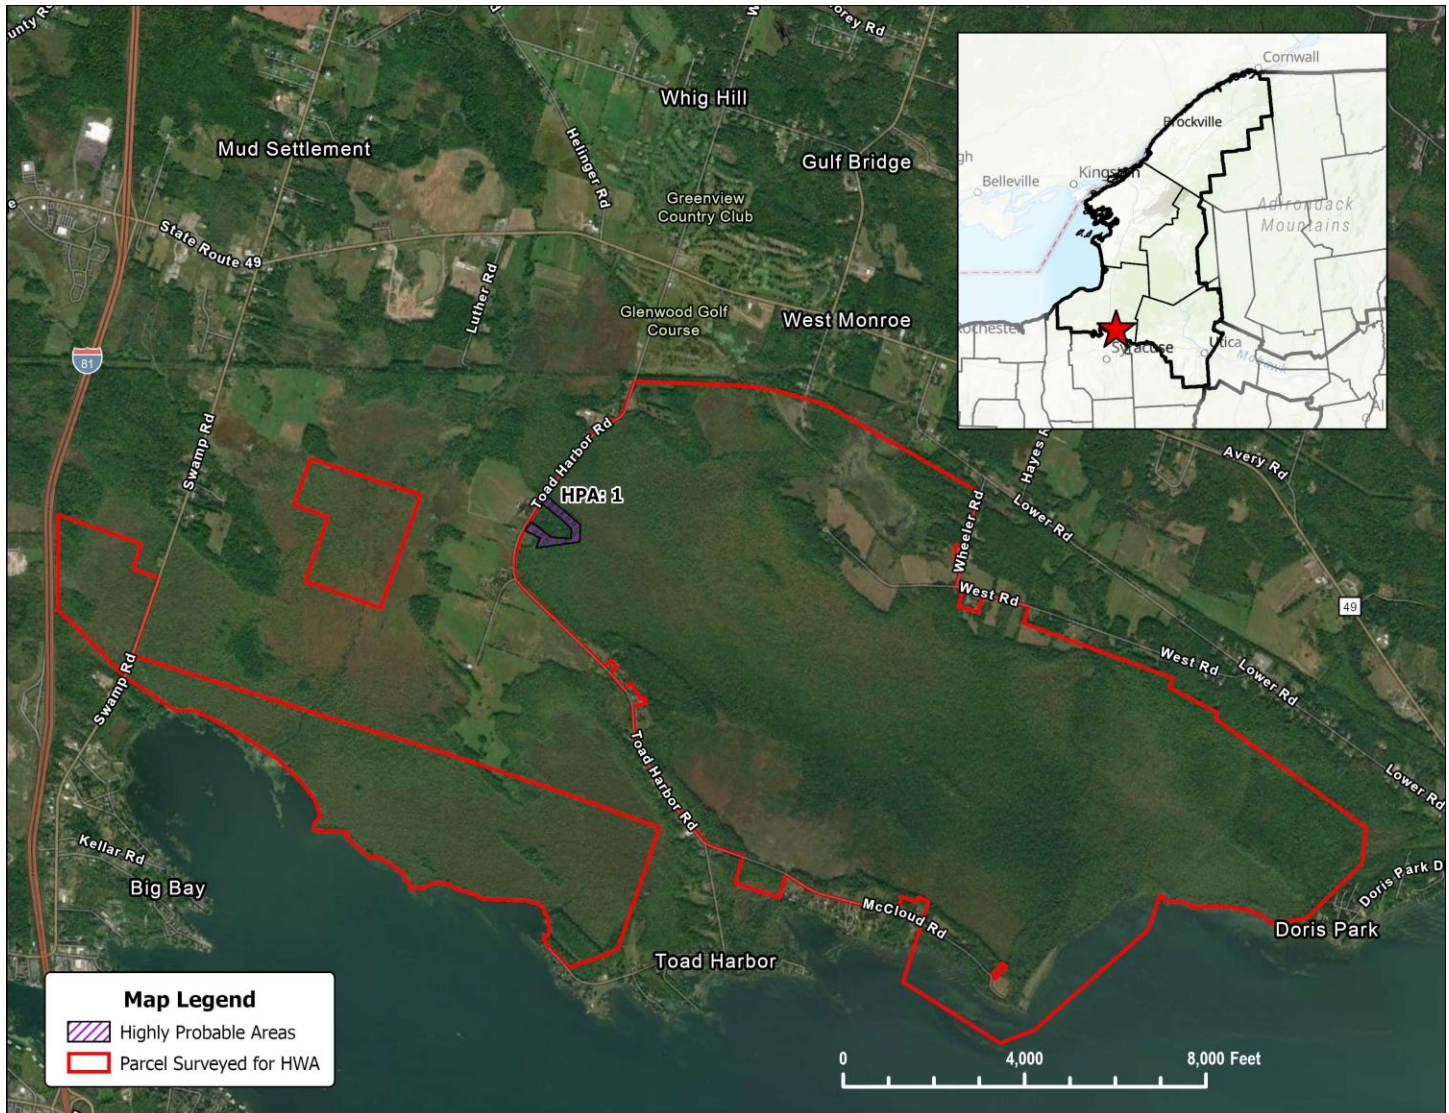 Whig Hill
Mud Settlement
Gulf Bridge
Helinger Rd
Greenview
Country Club
State Route 49
Luther Rd
Glenwood Golf
Course
West Monroe
81
Swamp Rd
Toad Harbor Rd
HPA: 1
Wheeler Rd
Lower Rd
Avery Rd
West Rd
49
West Rd
Lower Rd
Swamp Rd
Toad Harbor Rd
Lower Rd
Kellar Rd
Big Bay
McCloud Rd
Doris Park D
Doris Park
Toad Harbor
Cornwall
Brockville
Kingston
Belleville
Adirondack
Mountains
Syracuse
Utica
Map Legend
Highly Probable Areas
Parcel Surveyed for HWA
0 4,000 8,000 Feet